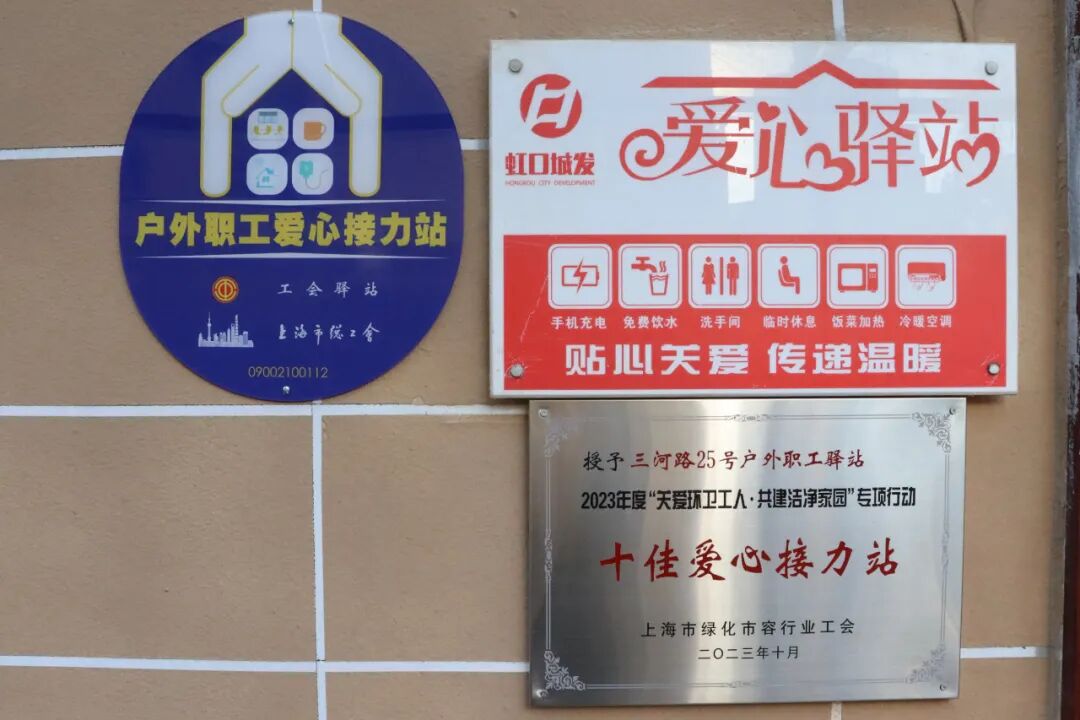 户外职工爱心接力站
工会驿站
上海市总工会
09002100112
虹口城发
HONGKOU CITY DEVELOPMENT
爱心驿站
手机充电 免费饮水 洗手间 临时休息 饭菜加热 冷暖空调
贴心关爱 传递温暖
授予 三河路25号户外职工驿站
2023年度“关爱环卫工人·共建洁净家园”专项行动
十佳爱心接力站
上海市绿化市容行业工会
二〇二三年十月